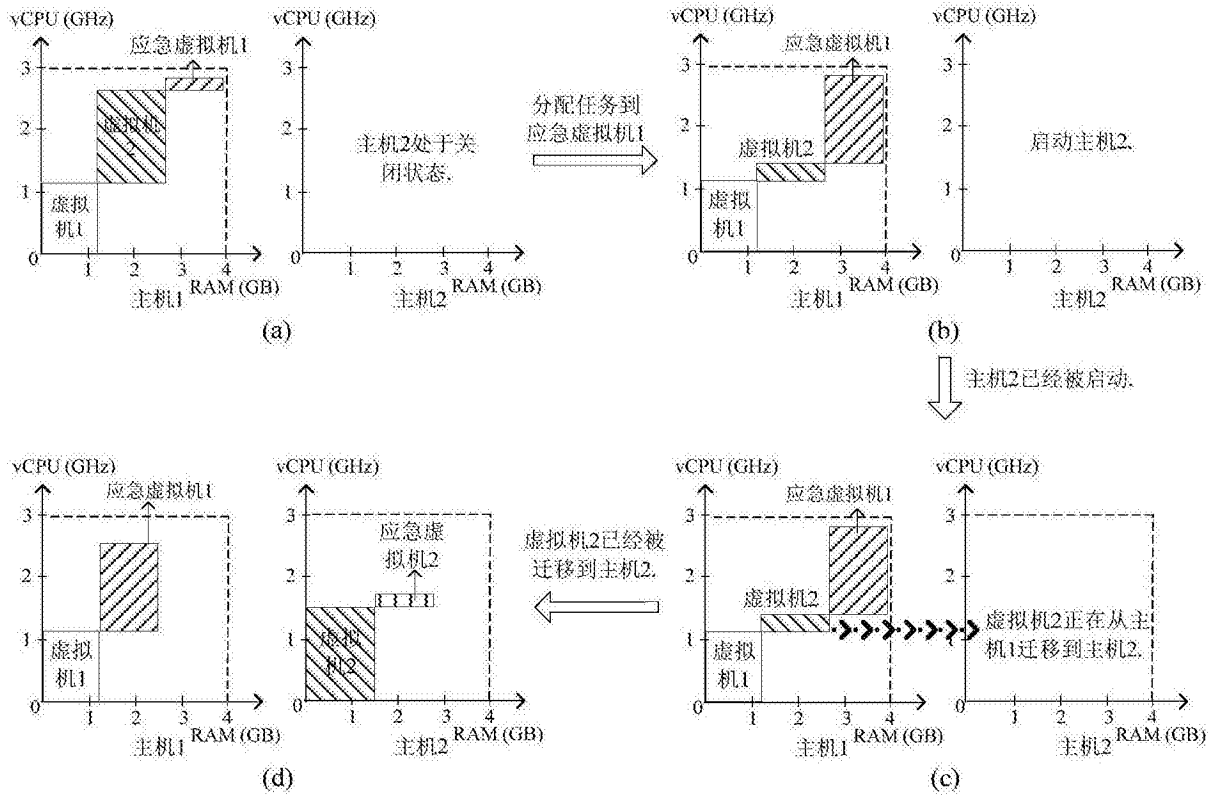 vCPU (GHz)
应急虚拟机1
3
2
1
0
虚拟机
2
虚拟
机1
1
2
3
4
RAM (GB)
主机1
vCPU (GHz)
3
2
1
0
主机2处于关
闭状态.
1
2
3
4
RAM (GB)
主机2
(a)
分配任务到
应急虚拟机1
vCPU (GHz)
应急虚拟机1
3
2
1
0
虚拟机2
虚拟
机1
1
2
3
4
RAM (GB)
主机1
vCPU (GHz)
3
2
1
0
启动主机2.
1
2
3
4
RAM (GB)
主机2
(b)
主机2已经被启动.
vCPU (GHz)
应急虚拟机1
3
2
1
0
虚拟
机1
1
2
3
4
RAM (GB)
主机1
vCPU (GHz)
3
2
1
0
应急虚
拟机2
虚拟
机2
1
2
3
4
RAM (GB)
主机2
(d)
虚拟机2已经被
迁移到主机2.
vCPU (GHz)
应急虚拟机1
3
2
1
0
虚拟机2
虚拟
机1
1
2
3
4
RAM (GB)
主机1
vCPU (GHz)
3
2
1
0
虚拟机2正在从主
机1迁移到主机2.
1
2
3
4
RAM (GB)
主机2
(c)